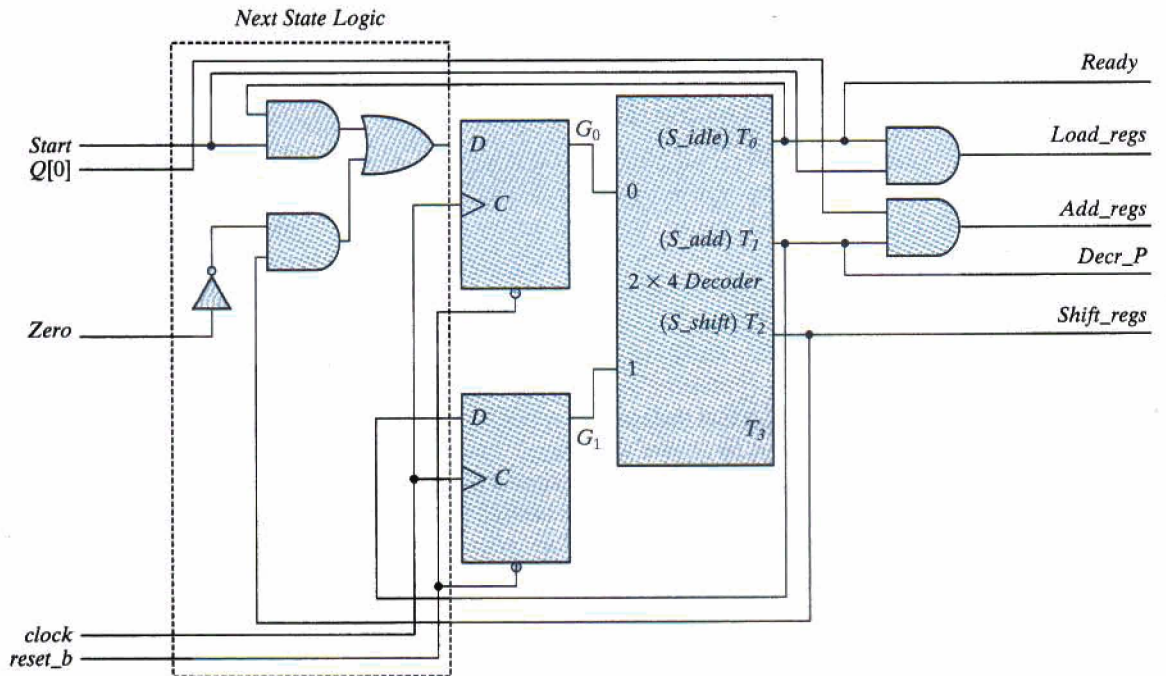 Next State Logic
Ready
Start
Q[0]
D
G₀
(S_idle) T₀
Load_regs
C
0
(S_add) T₁
Add_regs
Decr_P
2 × 4 Decoder
Zero
(S_shift) T₂
Shift_regs
1
D
G₁
T₃
C
clock
reset_b